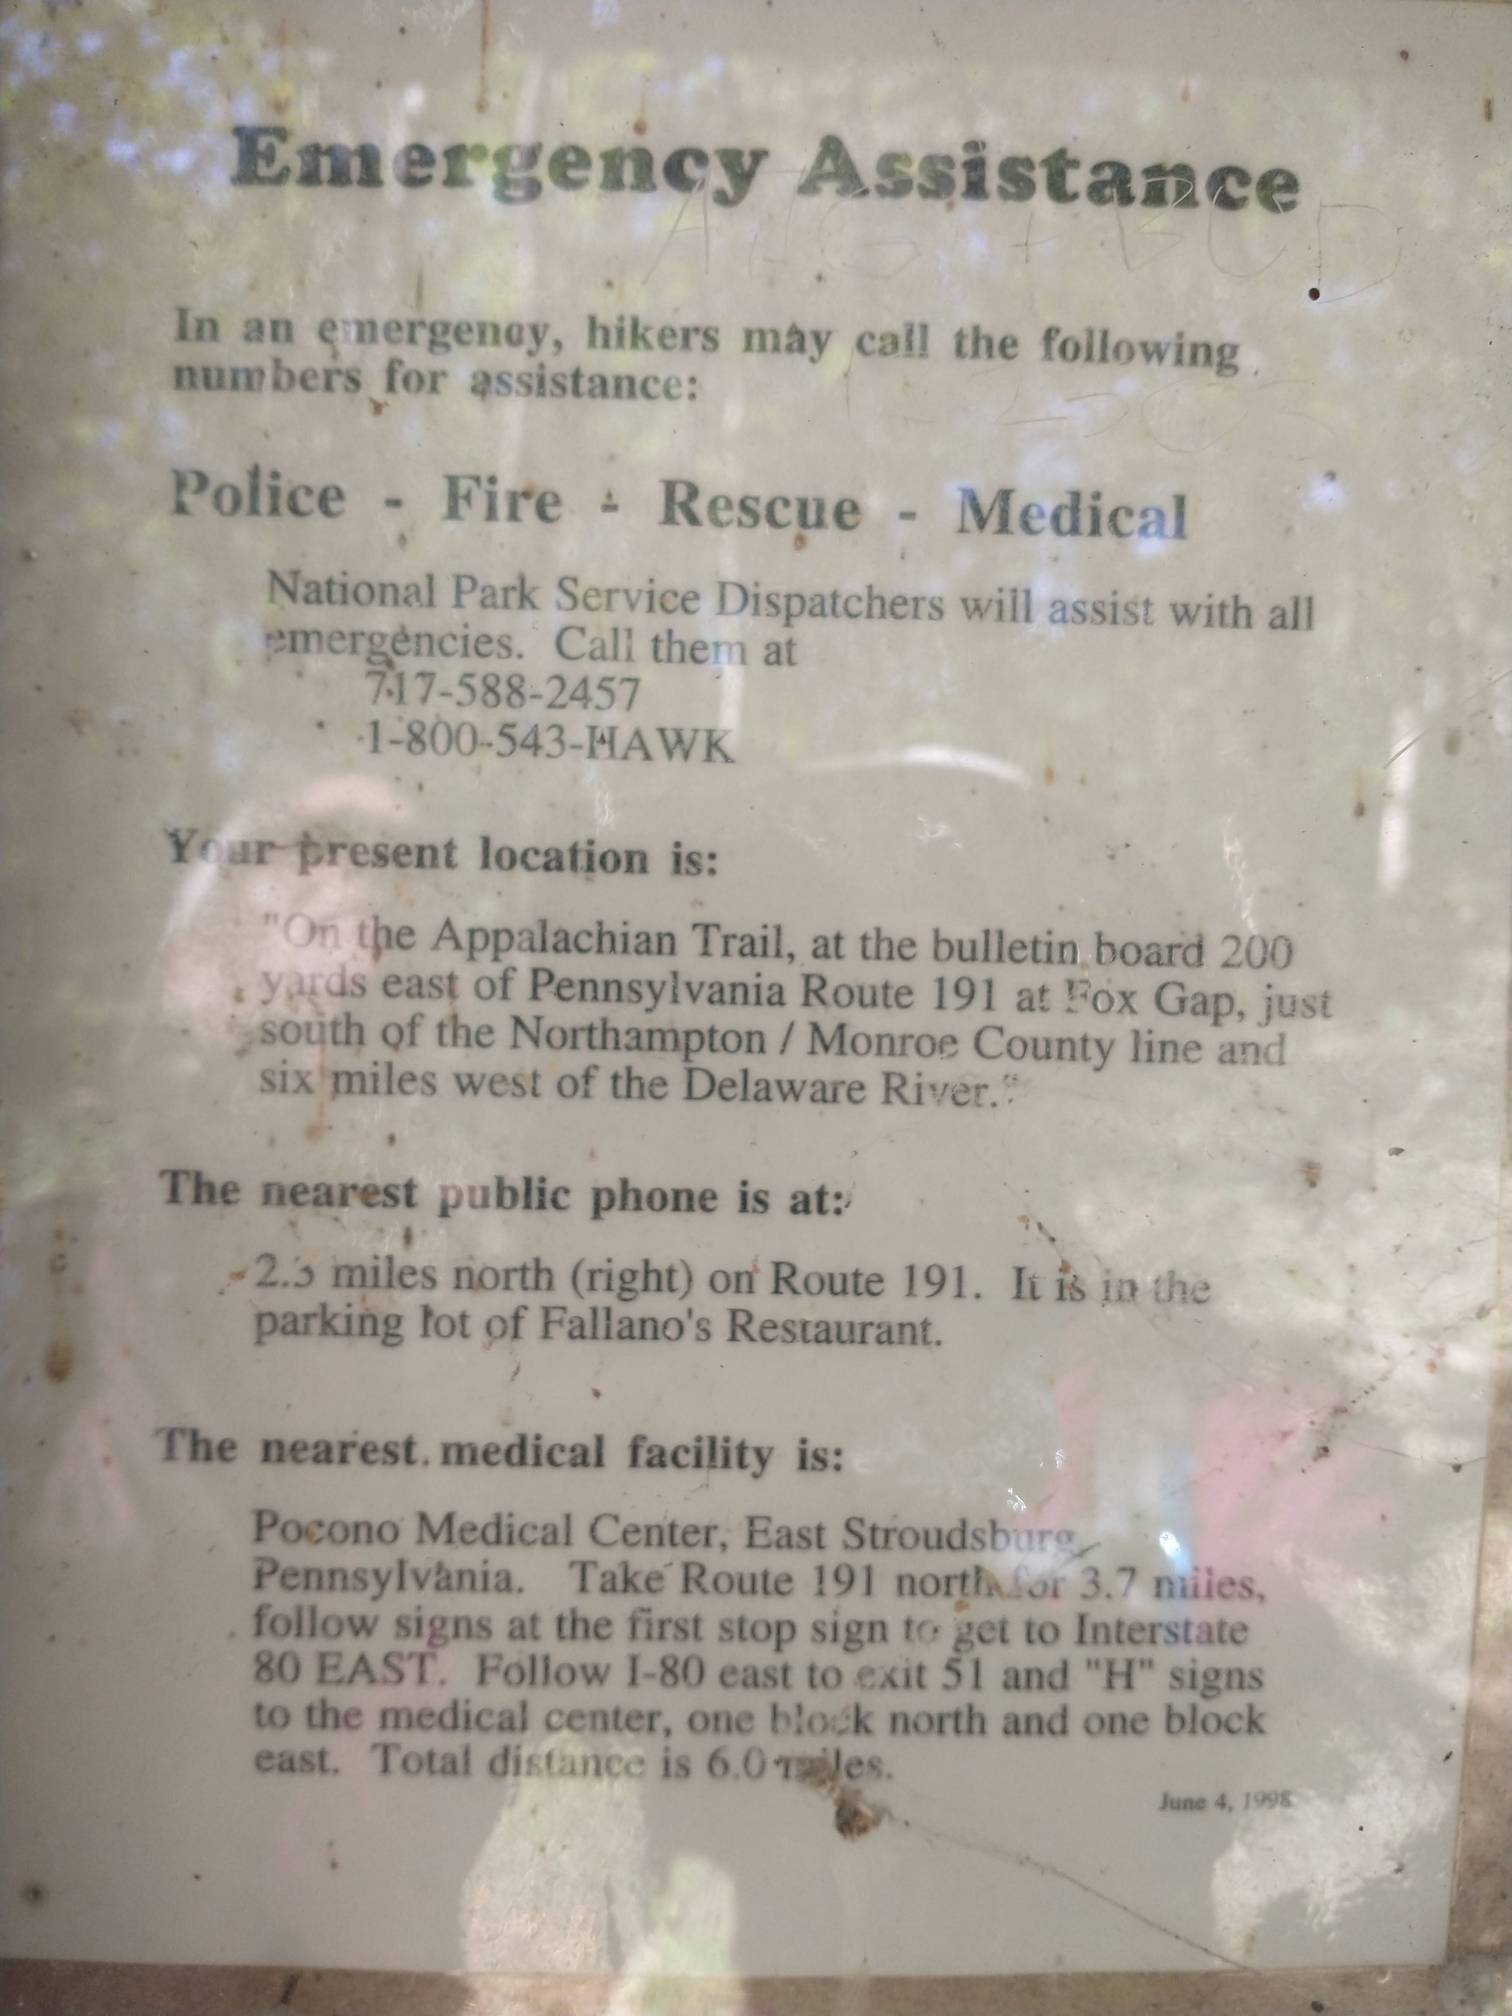 Emergency Assistance
In an emergency, hikers may call the following
numbers for assistance:
Police - Fire - Rescue - Medical
National Park Service Dispatchers will assist with all
emergencies. Call them at
717-588-2457
1-800-543-HAWK
Your present location is:
"On the Appalachian Trail, at the bulletin board 200
yards east of Pennsylvania Route 191 at Fox Gap, just
south of the Northampton / Monroe County line and
six miles west of the Delaware River."
The nearest public phone is at:
2.3 miles north (right) on Route 191. It is in the
parking lot of Fallano's Restaurant.
The nearest medical facility is:
Pocono Medical Center, East Stroudsburg,
Pennsylvania. Take Route 191 north for 3.7 miles,
follow signs at the first stop sign to get to Interstate
80 EAST. Follow I-80 east to exit 51 and "H" signs
to the medical center, one block north and one block
east. Total distance is 6.0 miles.
June 4, 1998